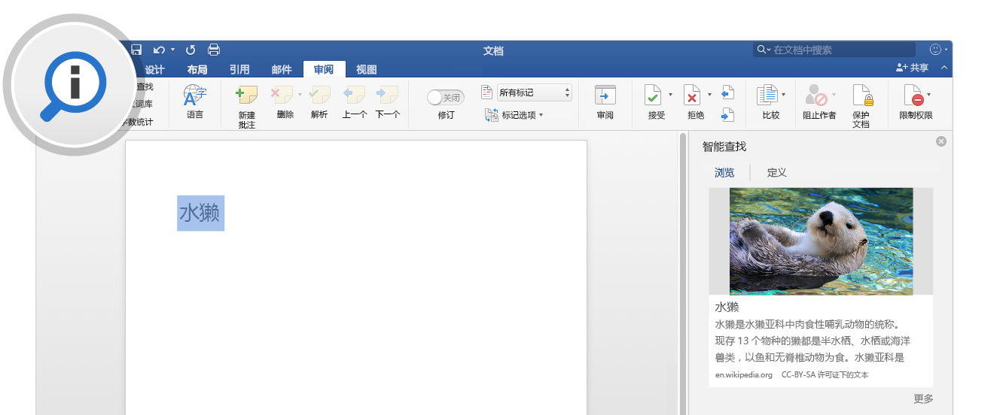 文档
在文档中搜索
设计 布局 引用 邮件 审阅 视图
共享
查找
词库
数统计
语言
新建
批注
删除
解析
上一个
下一个
关闭
修订
所有标记
标记选项
审阅
接受
拒绝
比较
阻止作者
保护
文档
限制权限
水獭
智能查找
浏览 定义
水獭
水獭是水獭亚科中肉食性哺乳动物的统称。
现存 13 个物种的獭都是半水栖、水栖或海洋
兽类，以鱼和无脊椎动物为食。水獭亚科是
en.wikipedia.org CC-BY-SA 许可证下的文本
更多